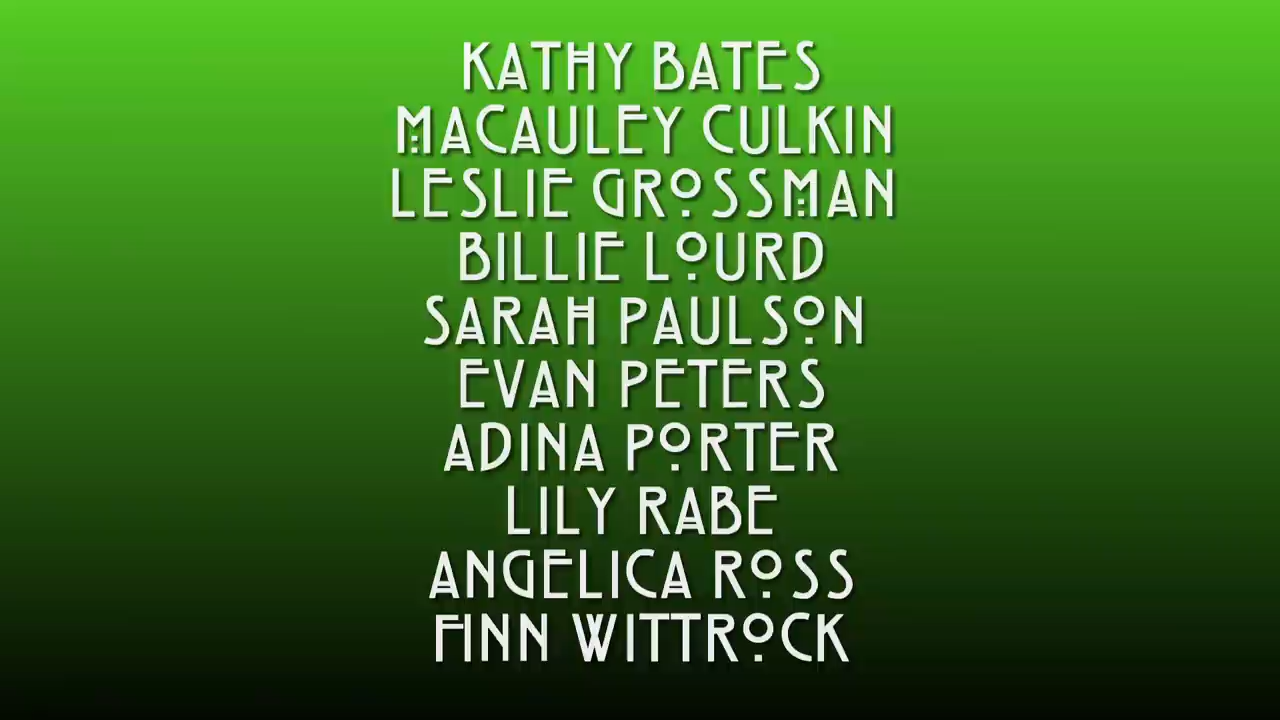 KATHY BATES
MACAULEY CULKIN
LESLIE GROSSMAN
BILLIE LOURD
SARAH PAULSON
EVAN PETERS
ADINA PORTER
LILY RABE
ANGELICA ROSS
FINN WITTROCK